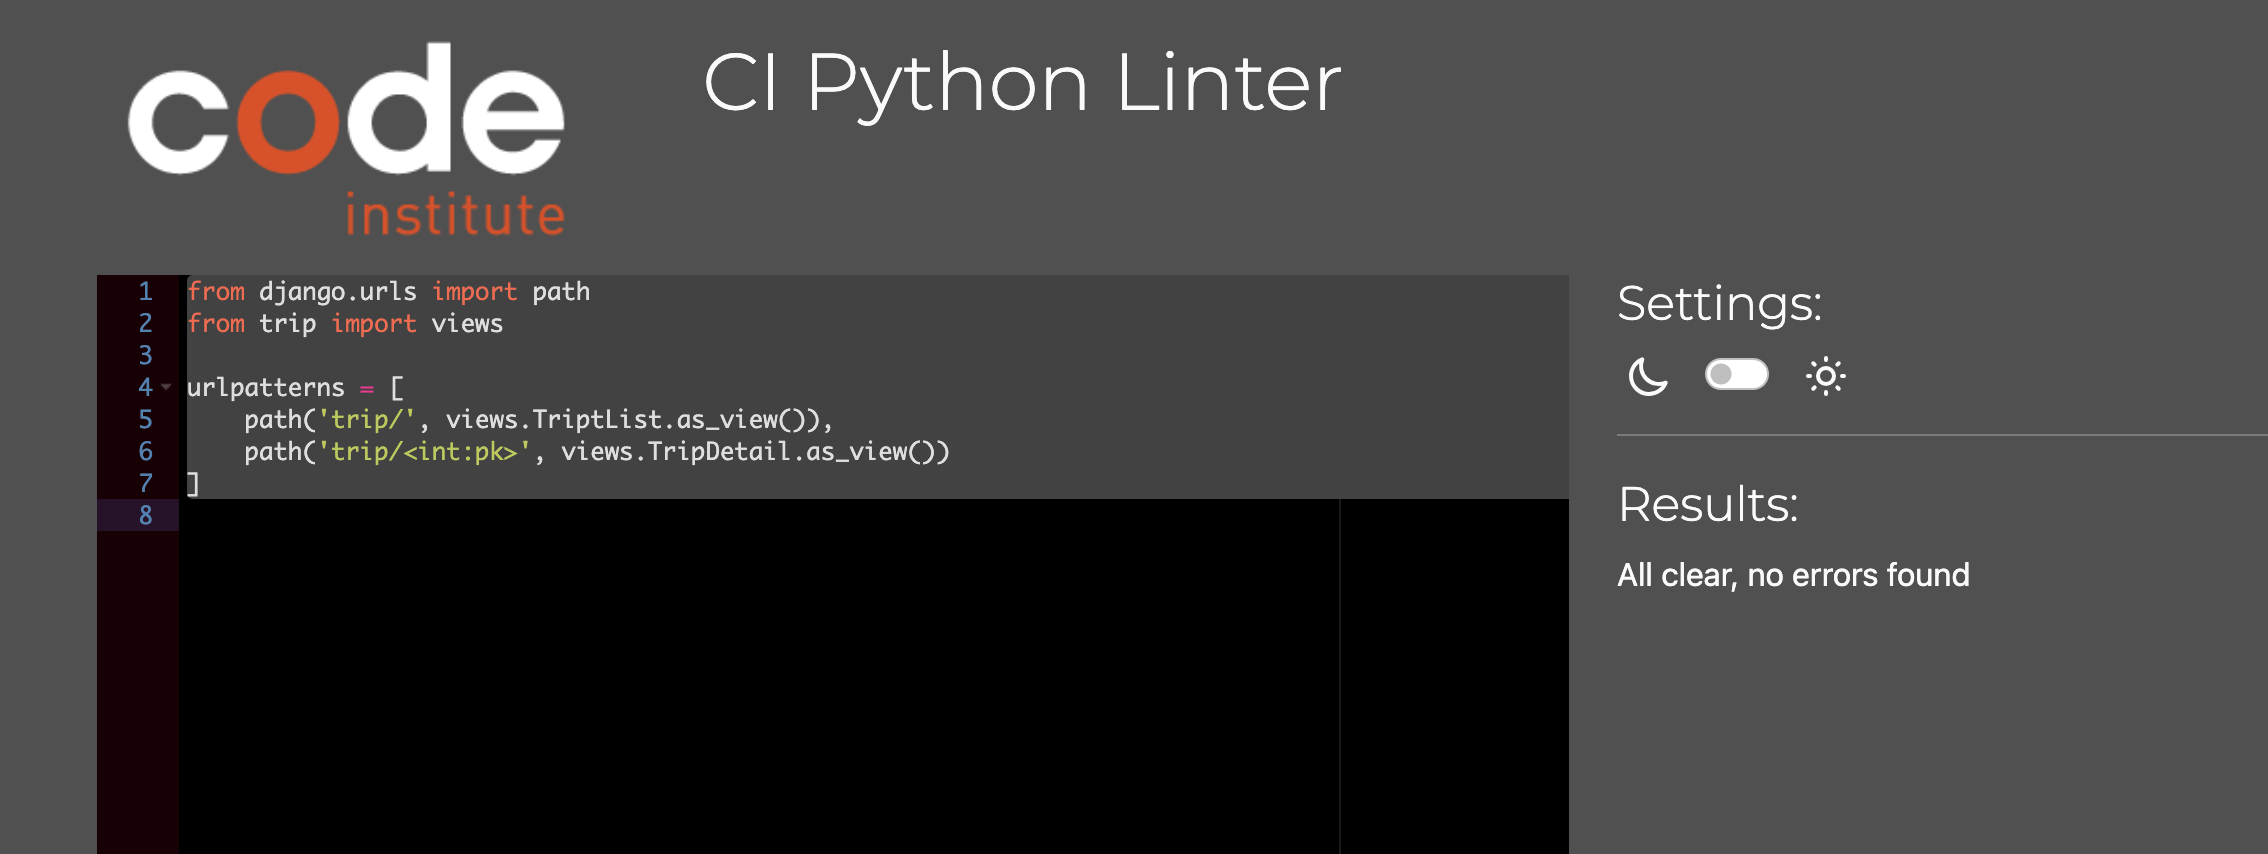 code
institute
CI Python Linter
1 from django.urls import path
2 from trip import views
3
4 urlpatterns = [
5     path('trip/', views.TriptList.as_view()),
6     path('trip/<int:pk>', views.TripDetail.as_view())
7 ]
8
Settings:
Results:
All clear, no errors found